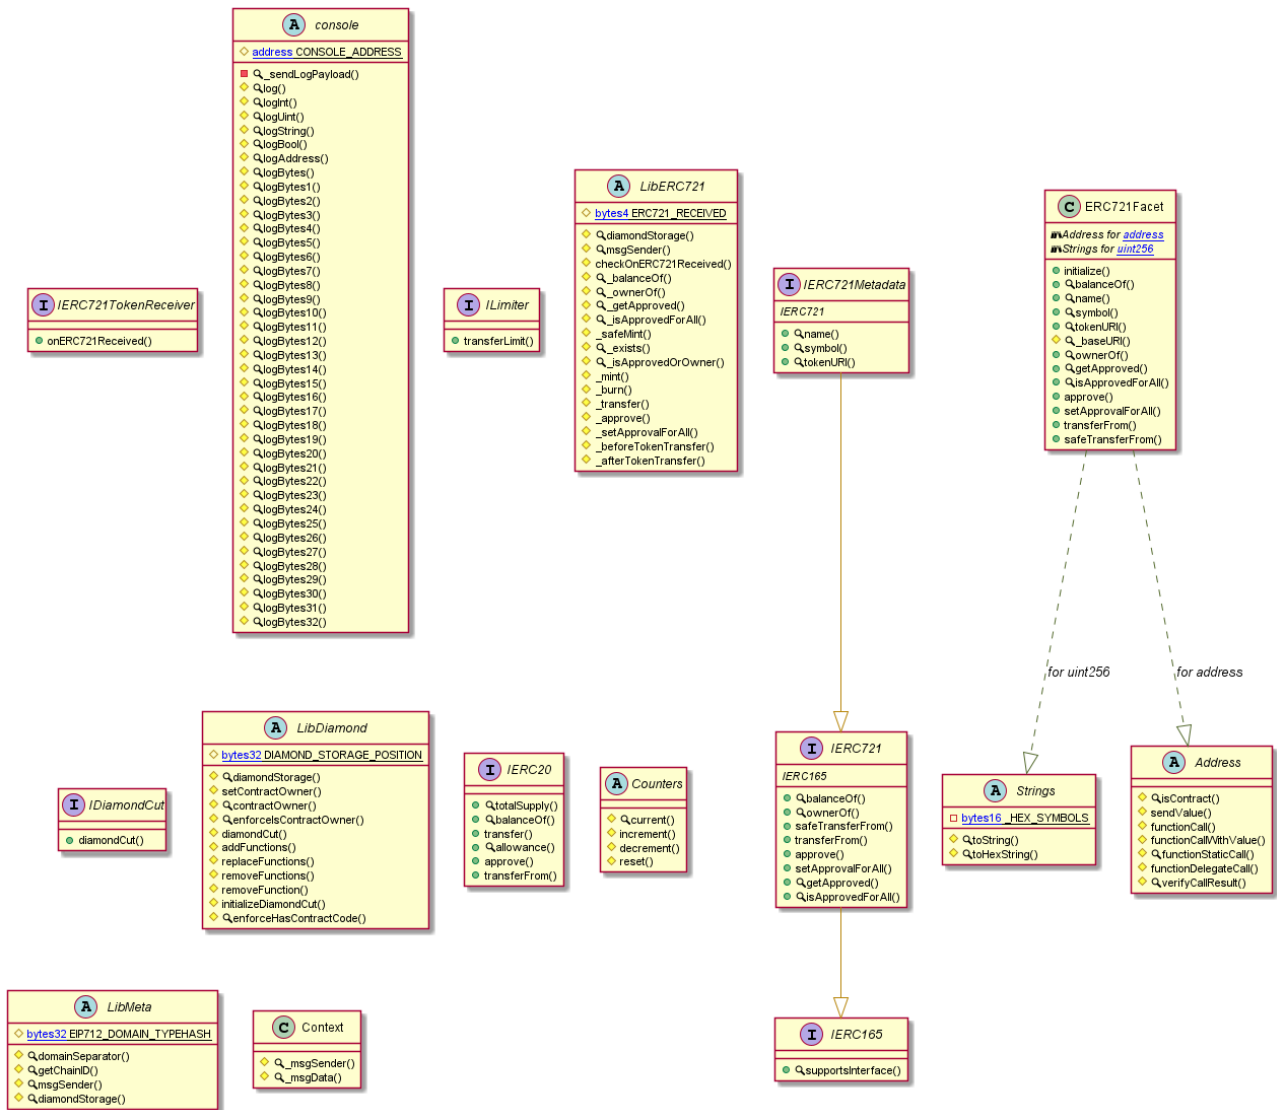 A console
address CONSOLE_ADDRESS
_sendLogPayload()
log()
logInt()
logUint()
logString()
logBool()
logAddress()
logBytes()
logBytes1()
logBytes2()
logBytes3()
logBytes4()
logBytes5()
logBytes6()
logBytes7()
logBytes8()
logBytes9()
logBytes10()
logBytes11()
logBytes12()
logBytes13()
logBytes14()
logBytes15()
logBytes16()
logBytes17()
logBytes18()
logBytes19()
logBytes20()
logBytes21()
logBytes22()
logBytes23()
logBytes24()
logBytes25()
logBytes26()
logBytes27()
logBytes28()
logBytes29()
logBytes30()
logBytes31()
logBytes32()
I IERC721TokenReceiver
onERC721Received()
I ILimiter
transferLimit()
A LibERC721
bytes4 ERC721_RECEIVED
diamondStorage()
msgSender()
checkOnERC721Received()
_balanceOf()
_ownerOf()
_getApproved()
_isApprovedForAll()
_safeMint()
_exists()
_isApprovedOrOwner()
_mint()
_burn()
_transfer()
_approve()
_setApprovalForAll()
_beforeTokenTransfer()
_afterTokenTransfer()
I IERC721Metadata
IERC721
name()
symbol()
tokenURI()
C ERC721Facet
Address for address
Strings for uint256
initialize()
balanceOf()
name()
symbol()
tokenURI()
_baseURI()
ownerOf()
getApproved()
isApprovedForAll()
approve()
setApprovalForAll()
transferFrom()
safeTransferFrom()
for uint256
for address
I IDiamondCut
diamondCut()
A LibDiamond
bytes32 DIAMOND_STORAGE_POSITION
diamondStorage()
setContractOwner()
contractOwner()
enforceIsContractOwner()
diamondCut()
addFunctions()
replaceFunctions()
removeFunctions()
removeFunction()
initializeDiamondCut()
enforceHasContractCode()
I IERC20
totalSupply()
balanceOf()
transfer()
allowance()
approve()
transferFrom()
A Counters
current()
increment()
decrement()
reset()
I IERC721
IERC165
balanceOf()
ownerOf()
safeTransferFrom()
transferFrom()
approve()
setApprovalForAll()
getApproved()
isApprovedForAll()
A Strings
bytes16 _HEX_SYMBOLS
toString()
toHexString()
A Address
isContract()
sendValue()
functionCall()
functionCallWithValue()
functionStaticCall()
functionDelegateCall()
verifyCallResult()
A LibMeta
bytes32 EIP712_DOMAIN_TYPEHASH
domainSeparator()
getChainID()
msgSender()
diamondStorage()
C Context
_msgSender()
_msgData()
I IERC165
supportsInterface()